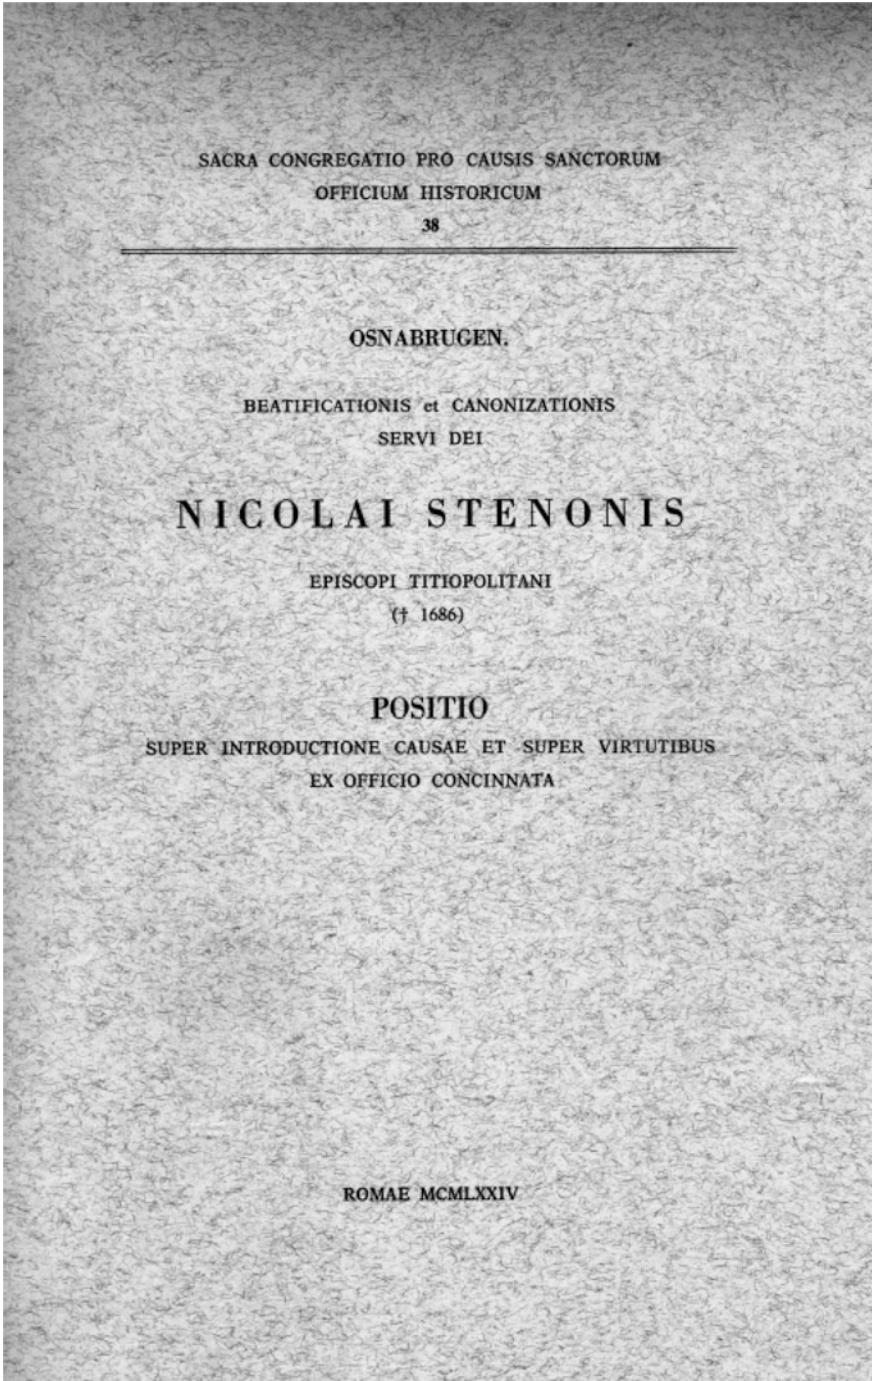 SACRA CONGREGATIO PRO CAUSIS SANCTORUM
OFFICIUM HISTORICUM
38
OSNABRUGEN.
BEATIFICATIONIS et CANONIZATIONIS
SERVI DEI
NICOLAI STENONIS
EPISCOPI TITIOPOLITANI
(† 1686)
POSITIO
SUPER INTRODUCTIONE CAUSAE ET SUPER VIRTUTIBUS
EX OFFICIO CONCINNATA
ROMAE MCMLXXIV